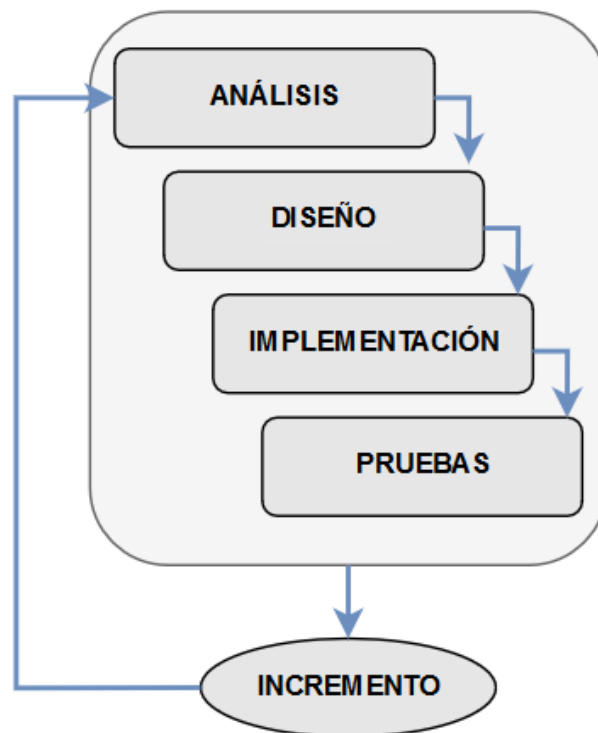 ANÁLISIS
DISEÑO
IMPLEMENTACIÓN
PRUEBAS
INCREMENTO